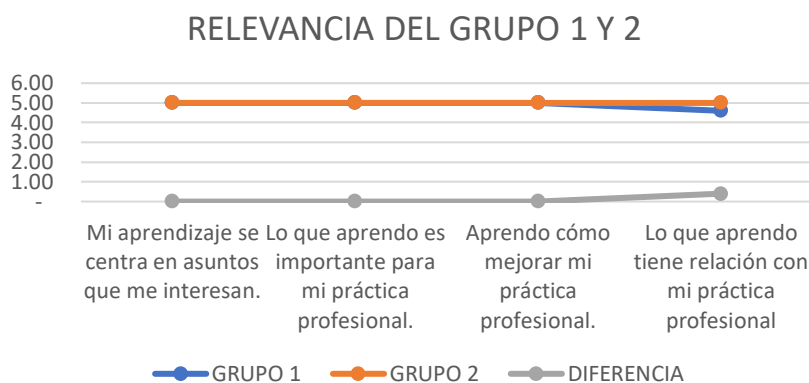 RELEVANCIA DEL GRUPO 1 Y 2
6.00
5.00
4.00
3.00
2.00
1.00
-
Mi aprendizaje se
centra en asuntos
que me interesan.
Lo que aprendo es
importante para
mi práctica
profesional.
Aprendo cómo
mejorar mi
práctica
profesional.
Lo que aprendo
tiene relación con
mi práctica
profesional
GRUPO 1
GRUPO 2
DIFERENCIA